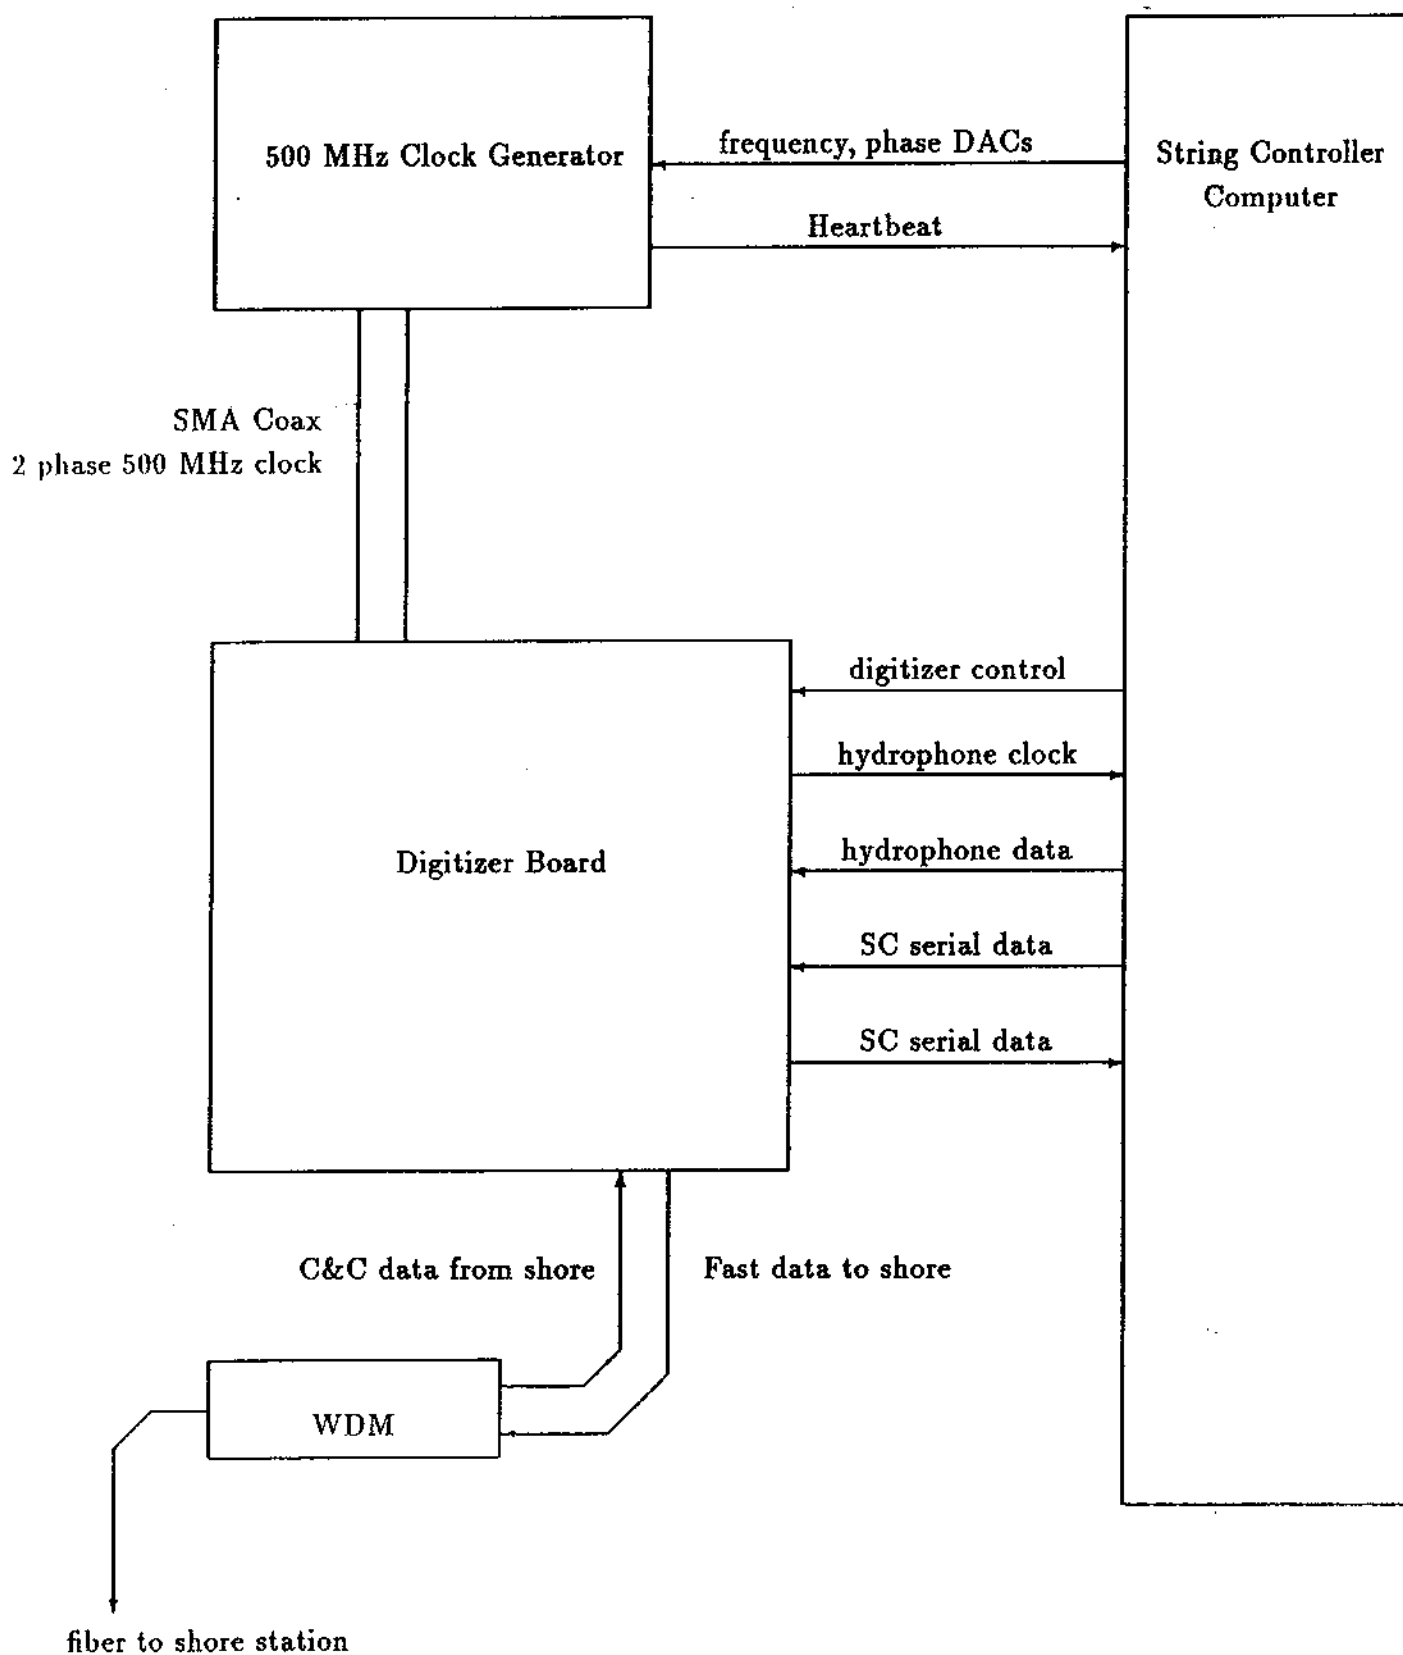 500 MHz Clock Generator
frequency, phase DACs
Heartbeat
String Controller
Computer
SMA Coax
2 phase 500 MHz clock
digitizer control
hydrophone clock
Digitizer Board
hydrophone data
SC serial data
SC serial data
C&C data from shore
Fast data to shore
WDM
fiber to shore station